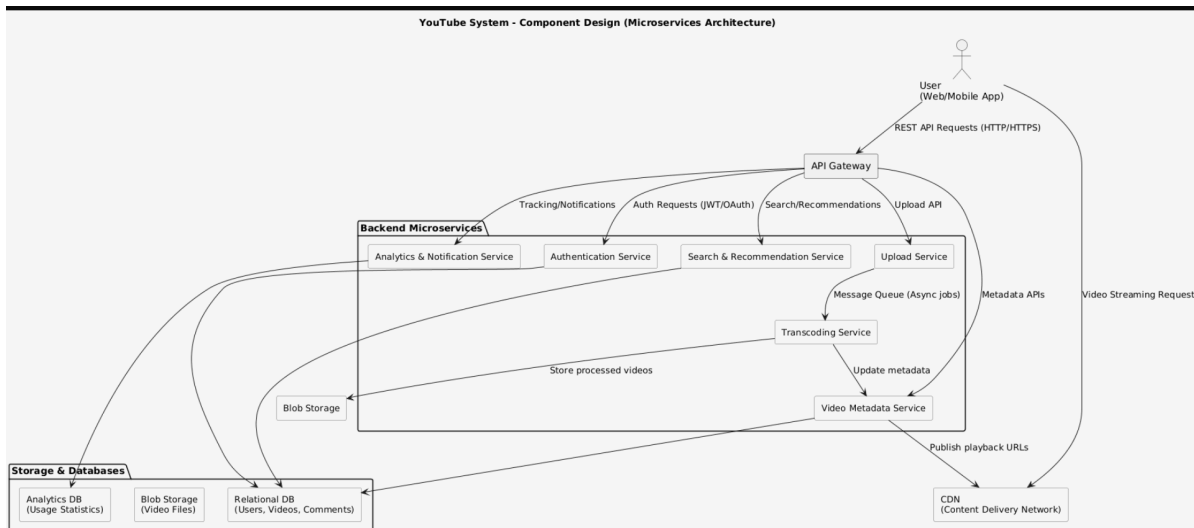 YouTube System - Component Design (Microservices Architecture)
User
(Web/Mobile App)
REST API Requests (HTTP/HTTPS)
API Gateway
Tracking/Notifications
Auth Requests (JWT/OAuth)
Search/Recommendations
Upload API
Backend Microservices
Analytics & Notification Service
Authentication Service
Search & Recommendation Service
Upload Service
Message Queue (Async jobs)
Metadata APIs
Video Streaming Request
Transcoding Service
Store processed videos
Update metadata
Blob Storage
Video Metadata Service
Publish playback URLs
Storage & Databases
Analytics DB
(Usage Statistics)
Blob Storage
(Video Files)
Relational DB
(Users, Videos, Comments)
CDN
(Content Delivery Network)